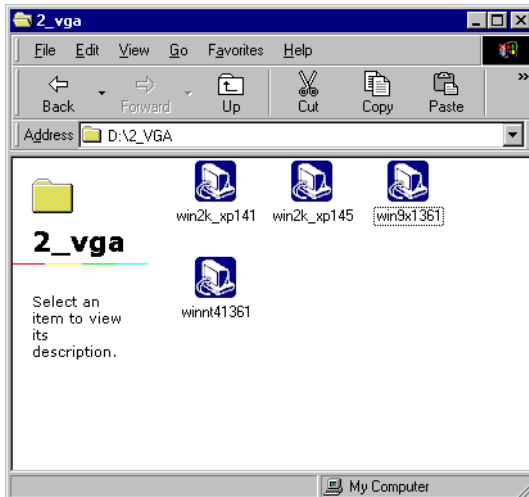 2_vga
File Edit View Go Favorites Help
Back Forward Up Cut Copy Paste »
Address D:\2_VGA
win2k_xp141 win2k_xp145 win9x1361
2_vga
winnt41361
Select an
item to view
its
description.
My Computer